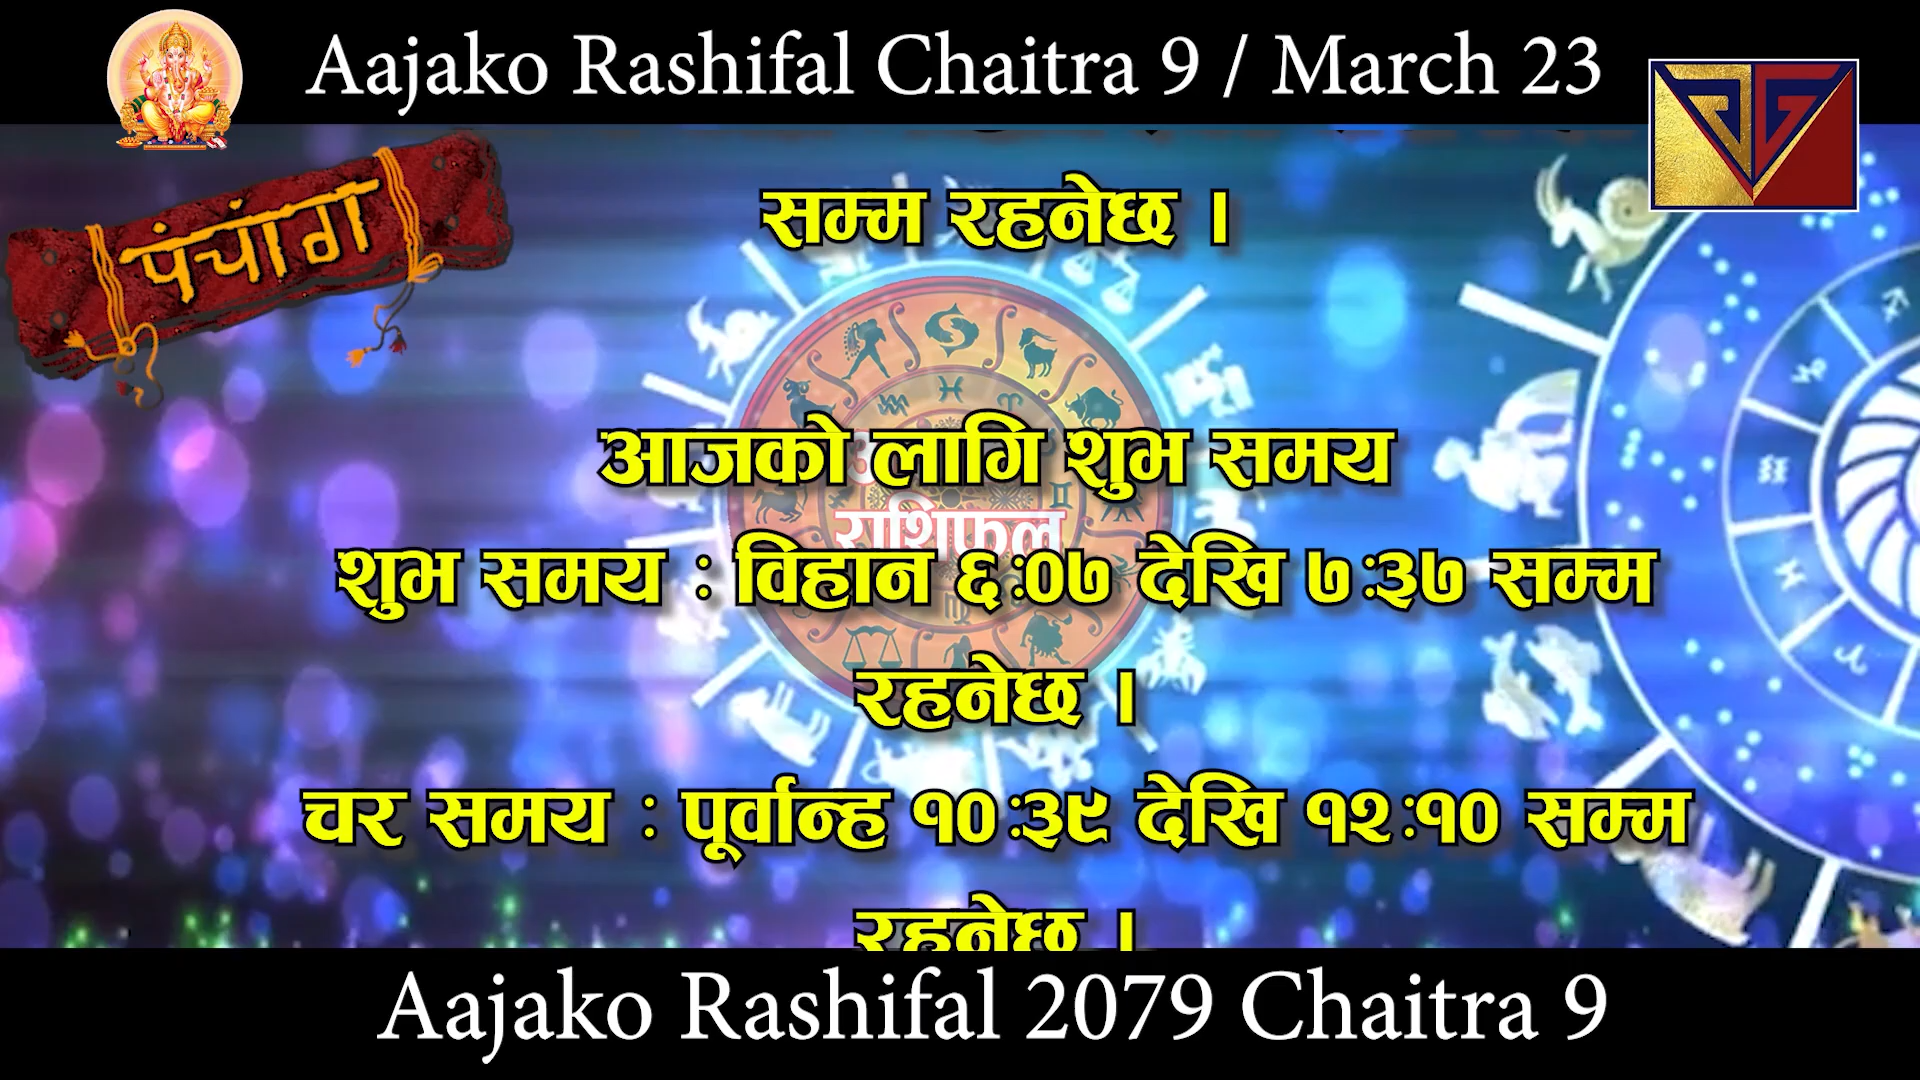 Aajako Rashifal Chaitra 9 / March 23
पंचांग
सम्म रहनेछ ।
आजको लागि शुभ समय
राशिफल
शुभ समय : विहान ६:०७ देखि ७:३७ सम्म
रहनेछ ।
चर समय : पूर्वान्ह १०:३९ देखि १२:१० सम्म
रहनेछ ।
Aajako Rashifal 2079 Chaitra 9